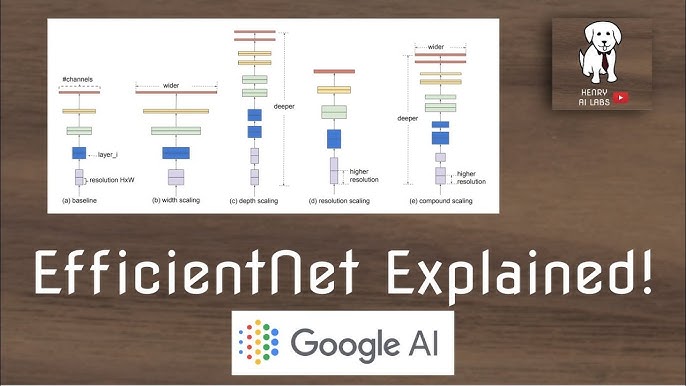 #channels
wider
wider
deeper
deeper
layer_i
resolution HxW
higher
resolution
higher
resolution
(a) baseline
(b) width scaling
(c) depth scaling
(d) resolution scaling
(e) compound scaling
HENRY
AI LABS
EfficientNet Explained!
Google AI